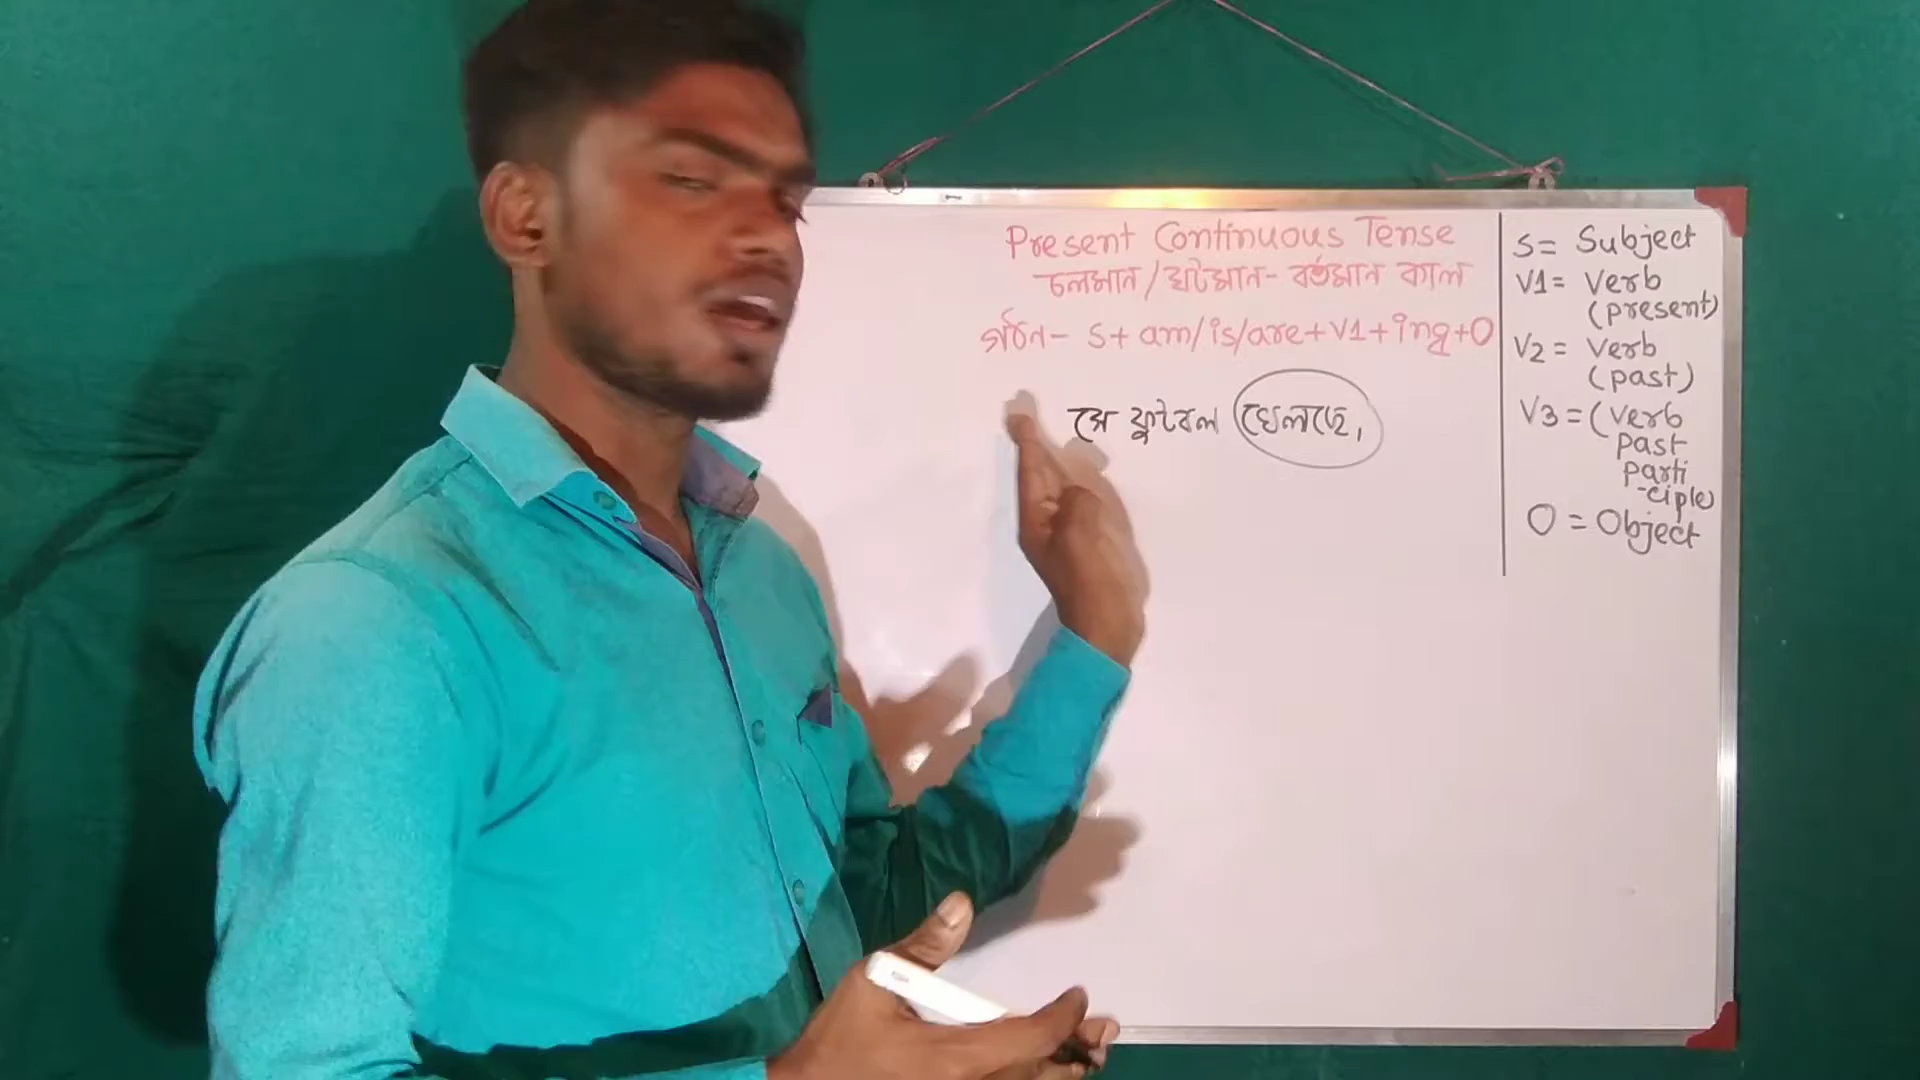 Present Continuous Tense
চলমান / ঘটমান - বর্তমান কাল
গঠন - S + am/is/are + V1 + ing + O
সে ফুটবল খেলছে,
S = Subject
V1 = Verb
(present)
V2 = Verb
(past)
V3 = (Verb
past
parti
-ciple)
O = Object